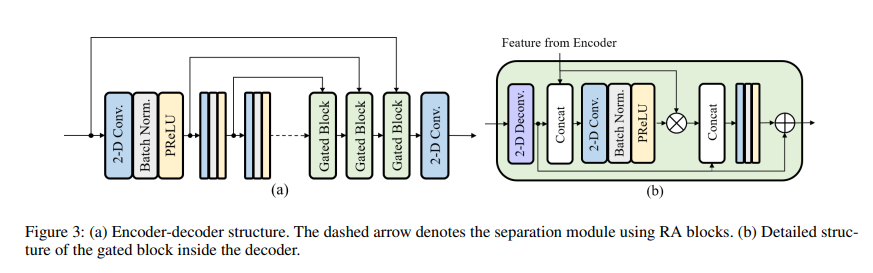 Feature from Encoder
2-D Conv.
Batch Norm.
PReLU
Gated Block
Gated Block
Gated Block
2-D Conv.
(a)
2-D Deconv.
Concat
2-D Conv.
Batch Norm.
PReLU
Concat
(b)
Figure 3: (a) Encoder-decoder structure. The dashed arrow denotes the separation module using RA blocks. (b) Detailed struc-
ture of the gated block inside the decoder.